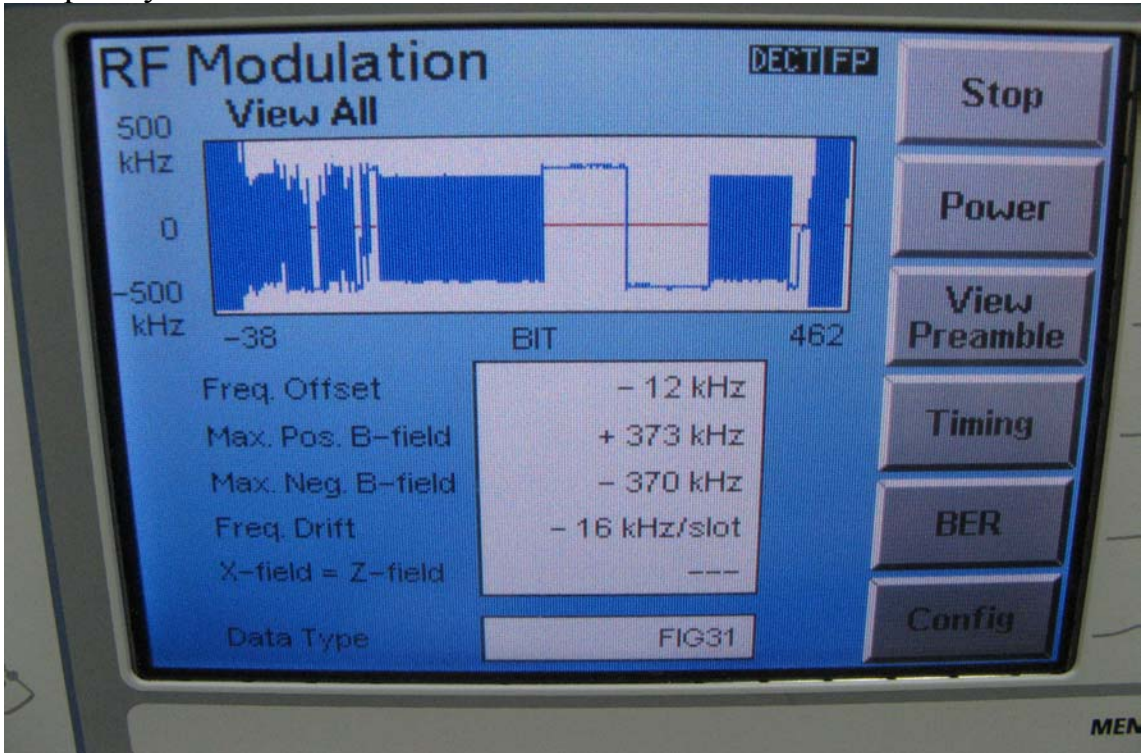 RF Modulation DECT FP
View All
500
kHz
0
-500
kHz
-38 BIT 462
Freq. Offset - 12 kHz
Max. Pos. B-field + 373 kHz
Max. Neg. B-field - 370 kHz
Freq. Drift - 16 kHz/slot
X-field = Z-field ---
Data Type FIG31
Stop
Power
View
Preamble
Timing
BER
Config